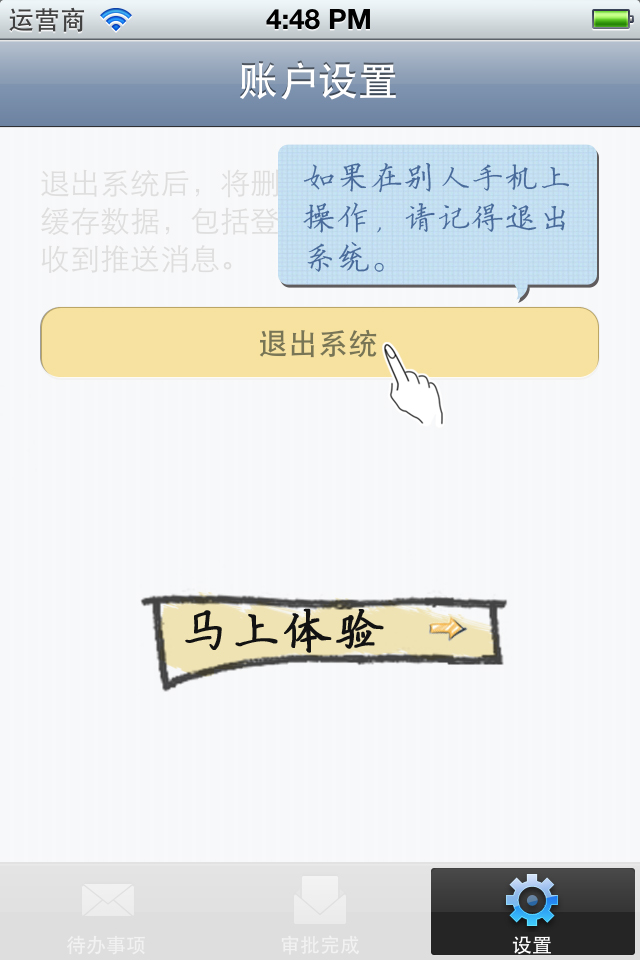 运营商 4:48 PM
账户设置
退出系统后，将删
缓存数据，包括登
收到推送消息。
如果在别人手机上
操作，请记得退出
系统。
退出系统
马上体验
待办事项 审批完成 设置